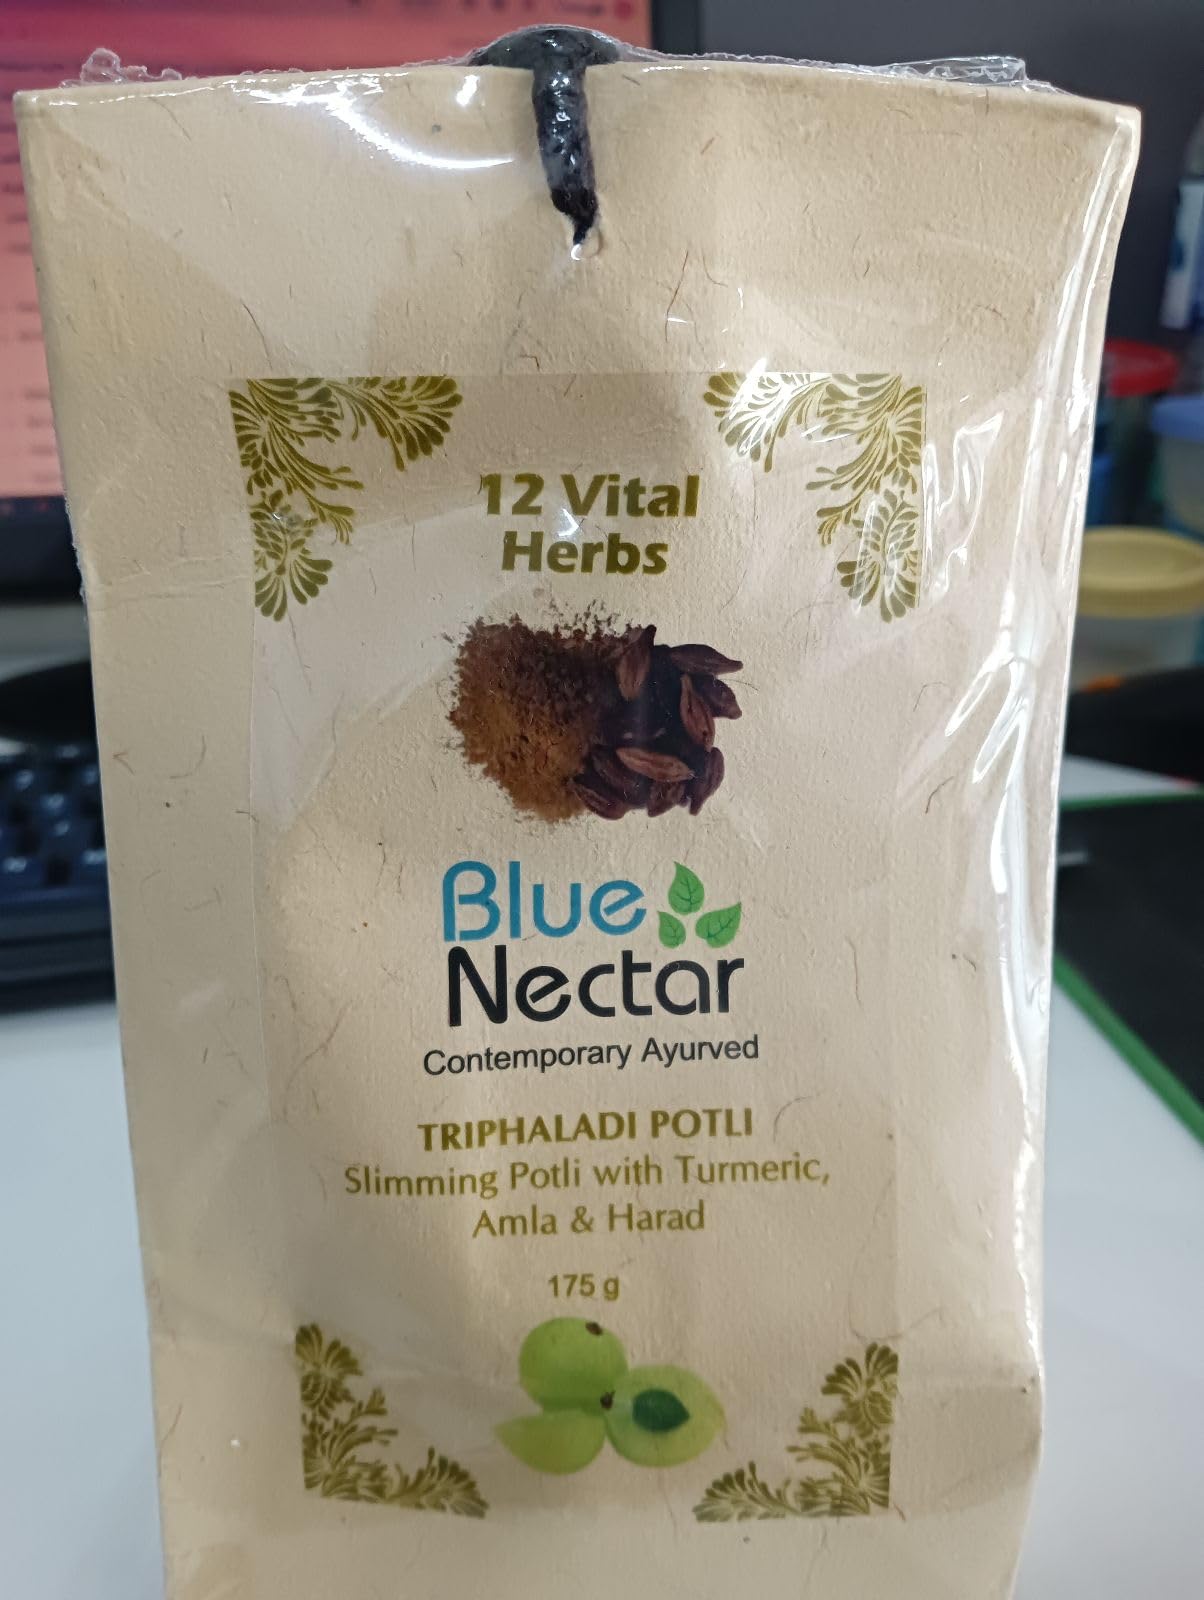 12 Vital
Herbs
Blue
Nectar
Contemporary Ayurved
TRIPHALADI POTLI
Slimming Potli with Turmeric,
Amla & Harad
175 g